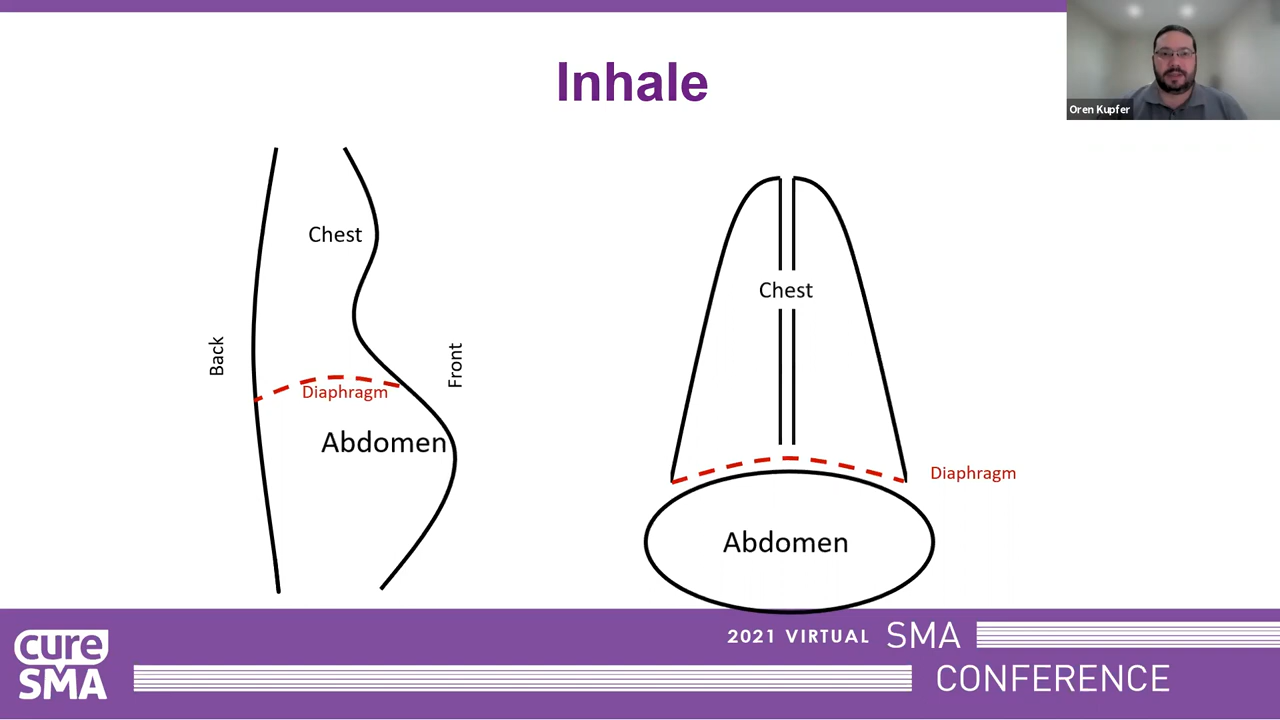 Inhale
Oren Kupfer
Chest
Back
Front
Diaphragm
Abdomen
Chest
Diaphragm
Abdomen
cure
SMA
2021 VIRTUAL SMA
CONFERENCE